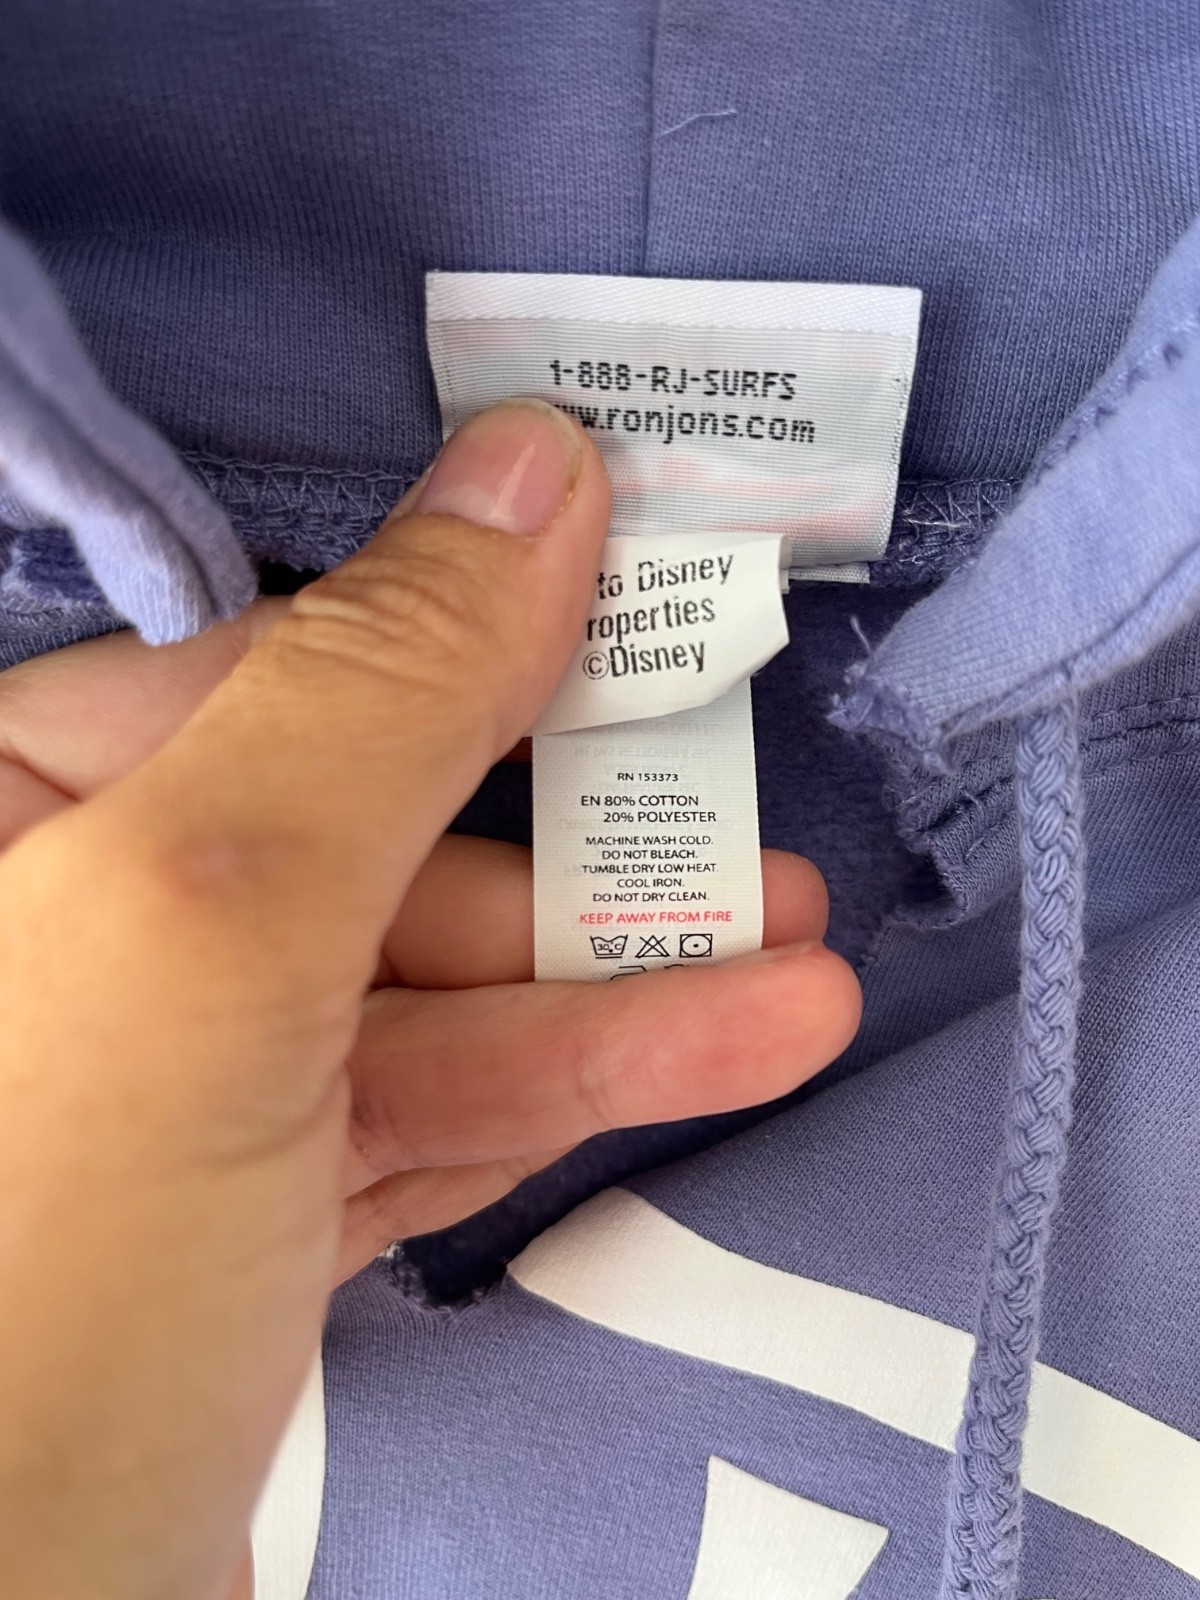 1-888-RJ-SURFS
ww.ronjons.com
to Disney
roperties
©Disney
RN 153373
EN 80% COTTON
20% POLYESTER
MACHINE WASH COLD.
DO NOT BLEACH.
TUMBLE DRY LOW HEAT.
COOL IRON.
DO NOT DRY CLEAN.
KEEP AWAY FROM FIRE
30°C